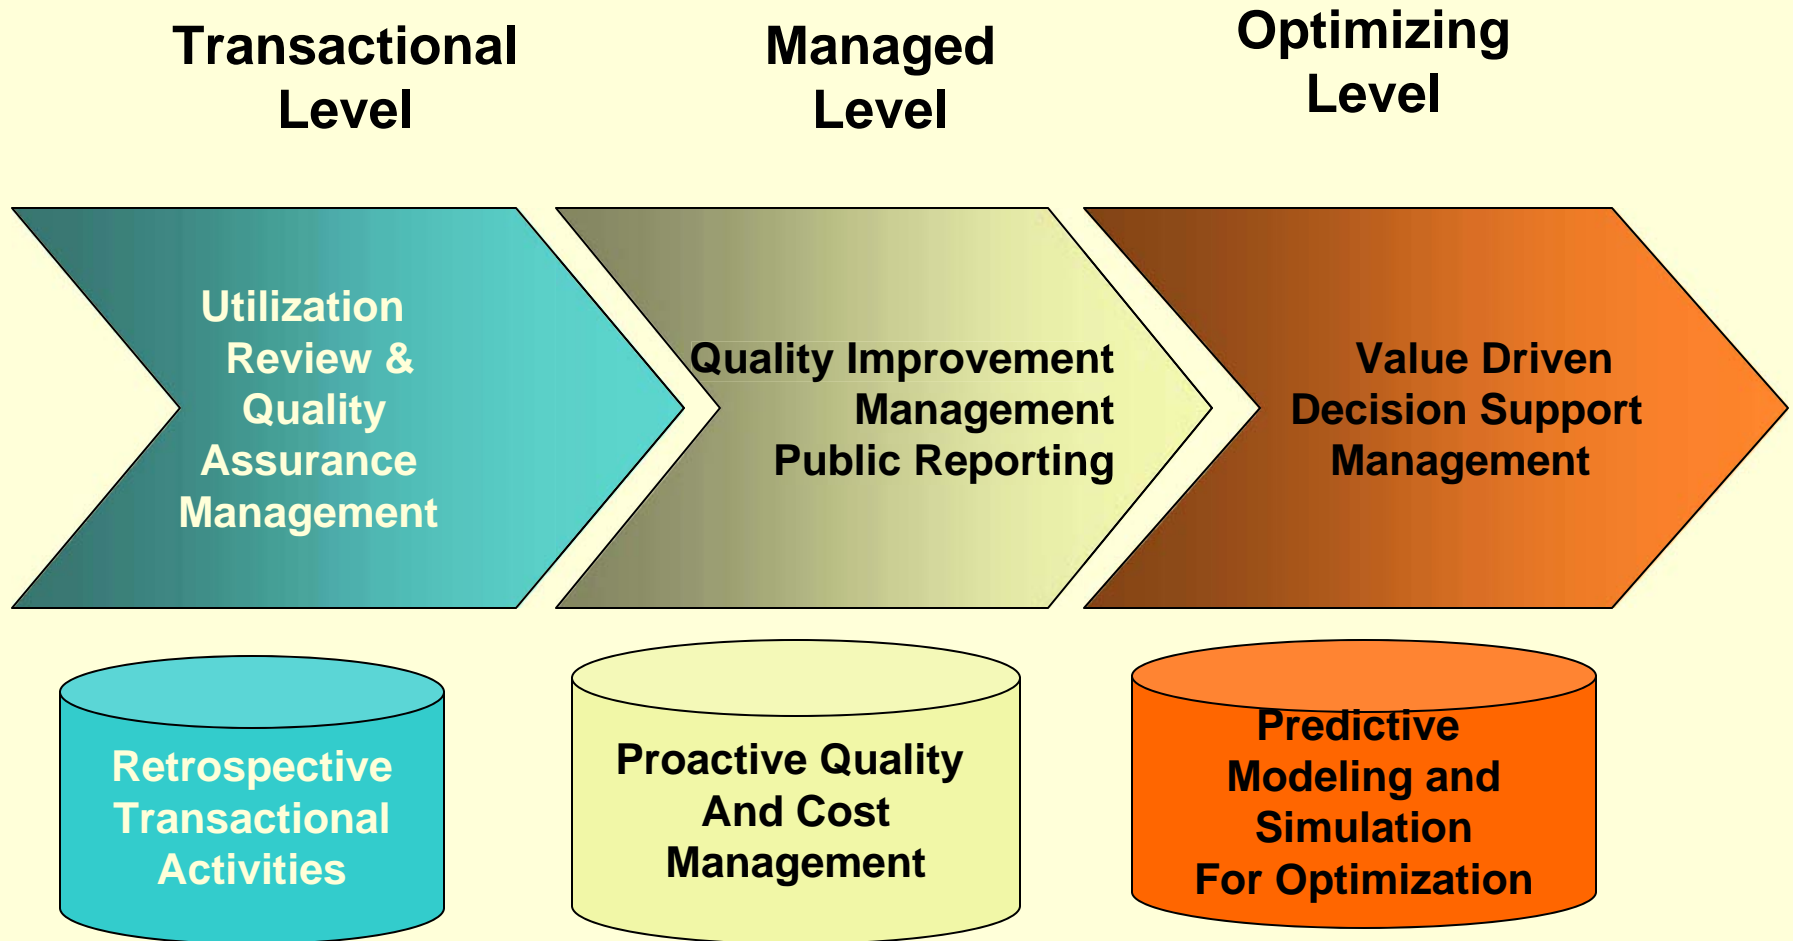 Transactional
Level
Managed
Level
Optimizing
Level
Utilization
Review &
Quality
Assurance
Management
Quality Improvement
Management
Public Reporting
Value Driven
Decision Support
Management
Retrospective
Transactional
Activities
Proactive Quality
And Cost
Management
Predictive
Modeling and
Simulation
For Optimization